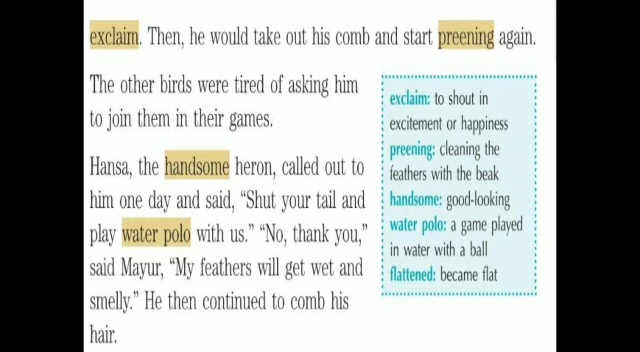 exclaim. Then, he would take out his comb and start preening again.
The other birds were tired of asking him
to join them in their games.
Hansa, the handsome heron, called out to
him one day and said, “Shut your tail and
play water polo with us.” “No, thank you,”
said Mayur, “My feathers will get wet and
smelly.” He then continued to comb his
hair.
exclaim: to shout in
excitement or happiness
preening: cleaning the
feathers with the beak
handsome: good-looking
water polo: a game played
in water with a ball
flattened: became flat